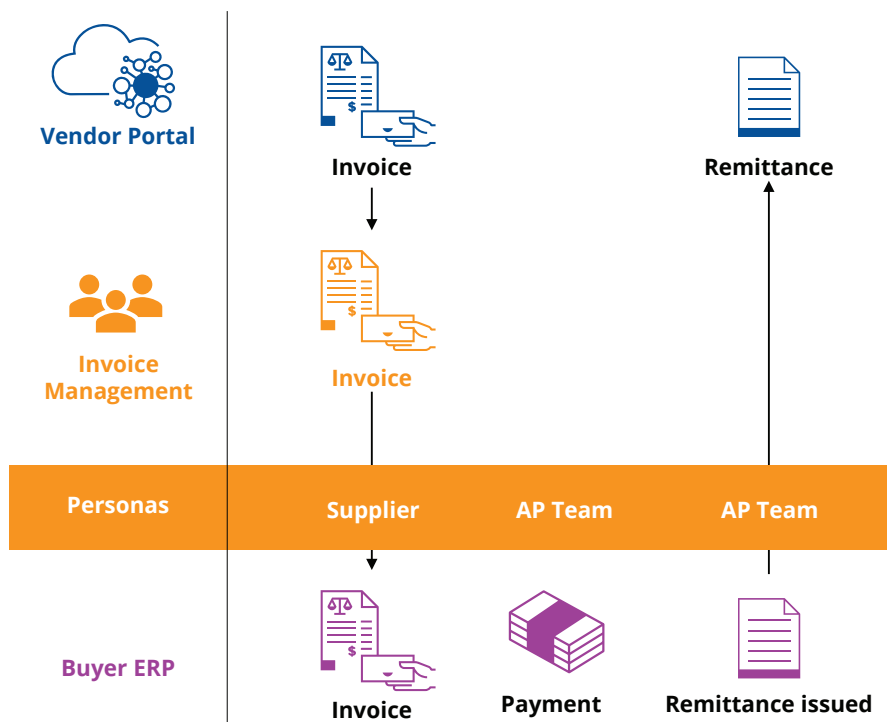 Vendor Portal
Invoice
Remittance
Invoice
Management
Invoice
Personas
Supplier
AP Team
AP Team
Buyer ERP
Invoice
Payment
Remittance issued